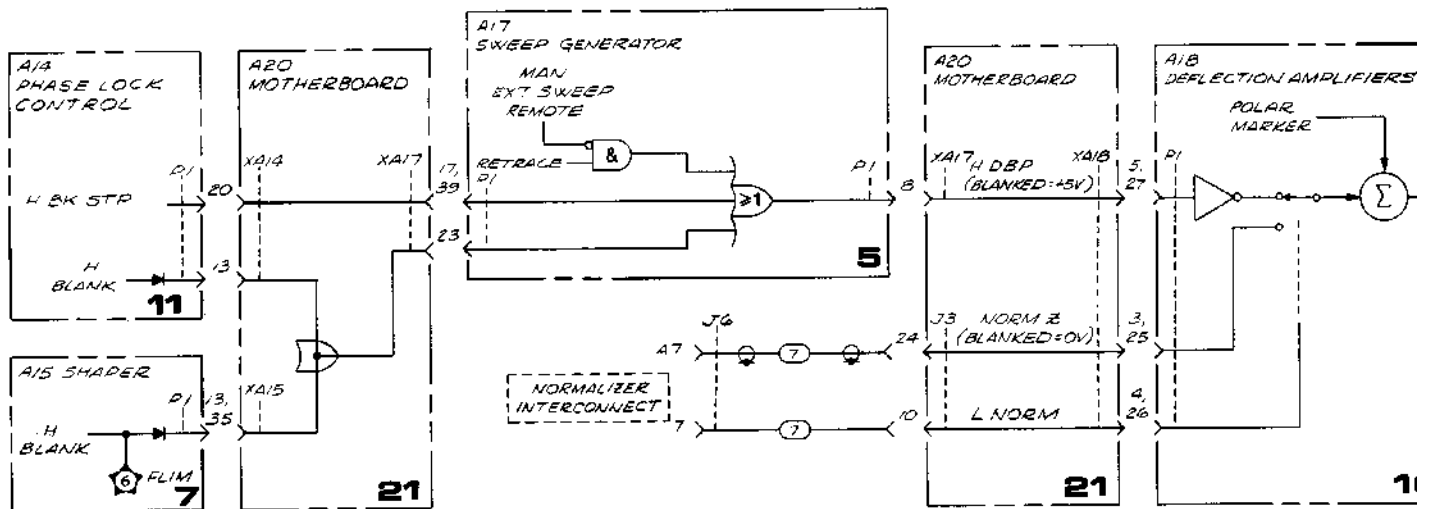 A14
PHASE LOCK
CONTROL
H BK STP
P1
20
H
BLANK
13
11
A15 SHAPER
P1
13,
35
H
BLANK
6
FLIM
7
A20
MOTHERBOARD
XA14
XA17
XA15
21
17,
39
23
A17
SWEEP GENERATOR
MAN
EXT SWEEP
REMOTE
RETRACE
&
P1
≥1
P1
5
8
J6
A7
7
24
NORMALIZER
INTERCONNECT
7
7
10
A20
MOTHERBOARD
XA17
H DBP
(BLANKED=+5V)
XA18
J3
NORM Z
(BLANKED=0V)
L NORM
21
5,
27
3,
25
4,
26
A18
DEFLECTION AMPLIFIERS
POLAR
MARKER
P1
Σ